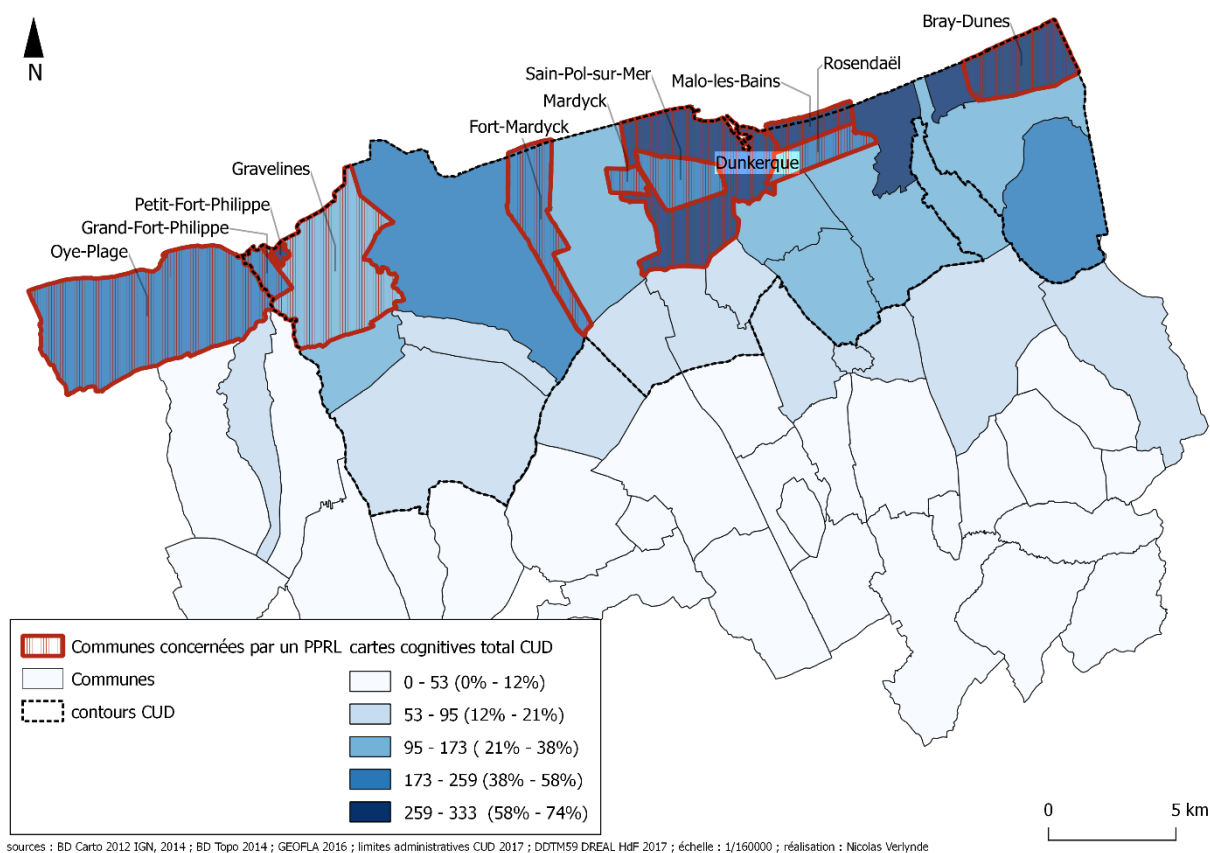 Bray-Dunes
Rosendaël
Sain-Pol-sur-Mer
Malo-les-Bains
Mardyck
Fort-Mardyck
Dunkerque
Gravelines
Petit-Fort-Philippe
Grand-Fort-Philippe
Oye-Plage
N
Communes concernées par un PPRL
Communes
contours CUD
cartes cognitives total CUD
0 - 53 (0% - 12%)
53 - 95 (12% - 21%)
95 - 173 ( 21% - 38%)
173 - 259 (38% - 58%)
259 - 333 (58% - 74%)
0 5 km
sources : BD Carto 2012 IGN, 2014 ; BD Topo 2014 ; GEOFLA 2016 ; limites administratives CUD 2017 ; DDTM59 DREAL HdF 2017 ; échelle : 1/160000 ; réalisation : Nicolas Verlynde